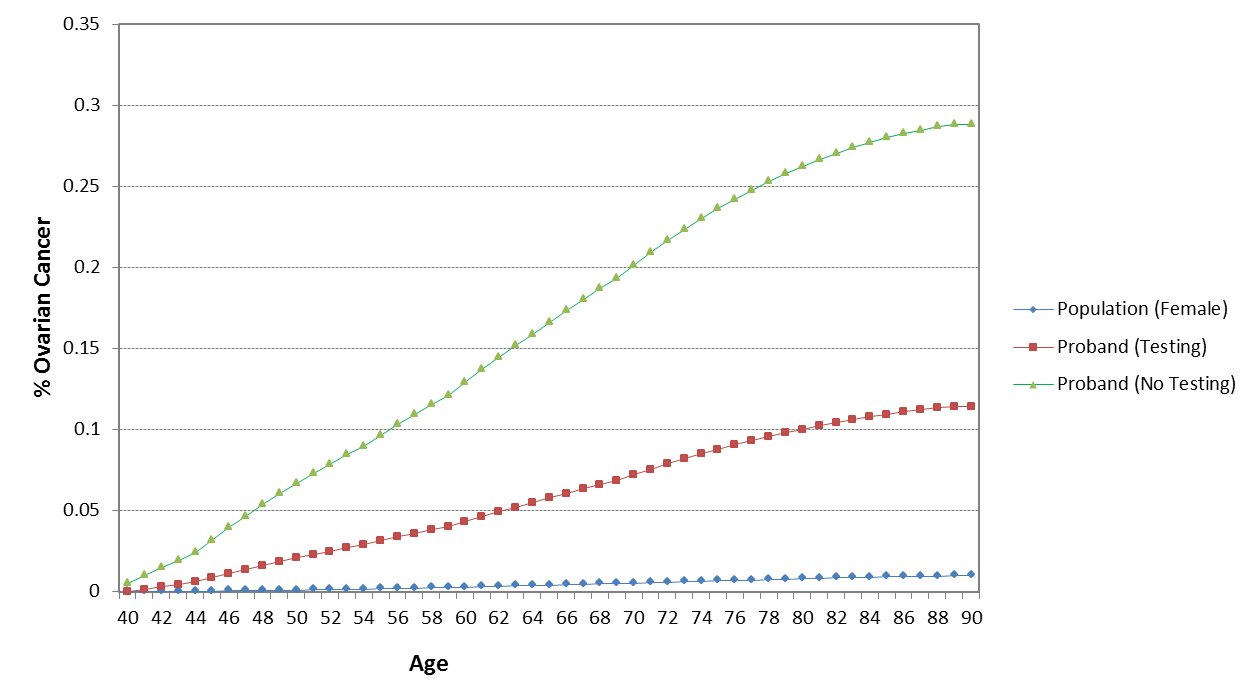 0.35
0.3
0.25
0.2
0.15
0.1
0.05
0
% Ovarian Cancer
40 42 44 46 48 50 52 54 56 58 60 62 64 66 68 70 72 74 76 78 80 82 84 86 88 90
Age
Population (Female)
Proband (Testing)
Proband (No Testing)